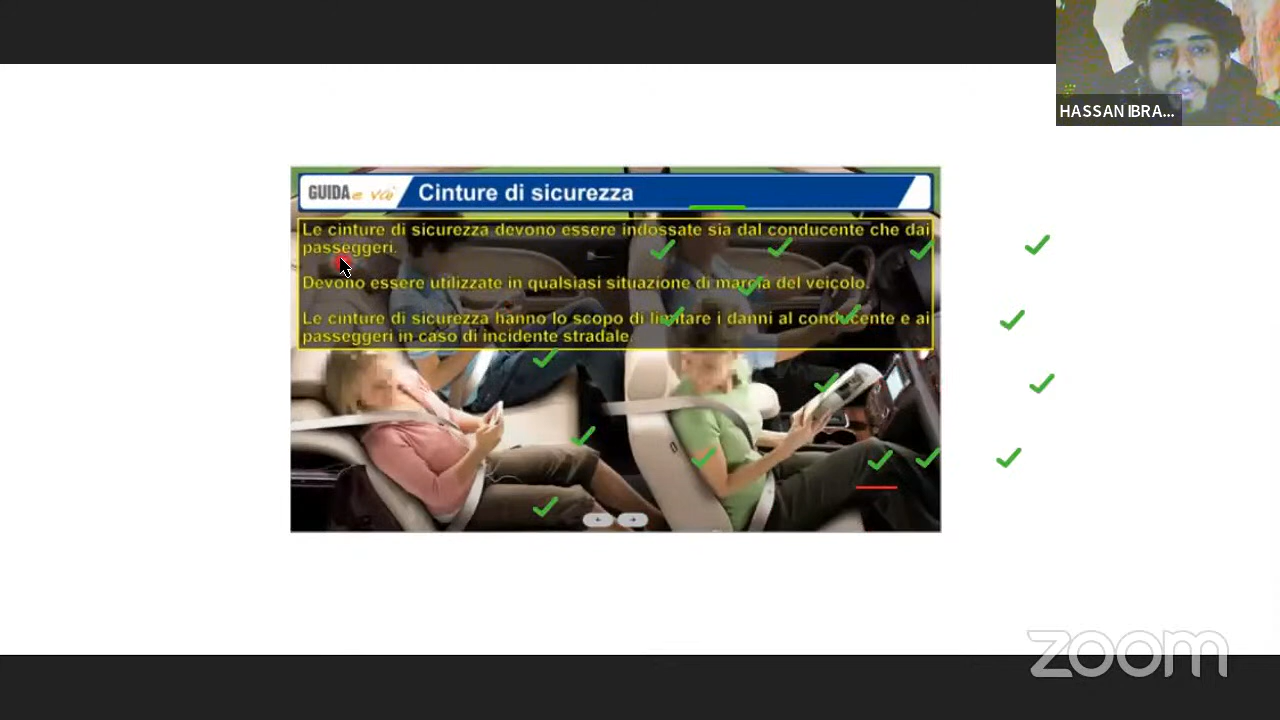 HASSAN IBRA...
GUIDA e vai
Cinture di sicurezza
Le cinture di sicurezza devono essere indossate sia dal conducente che dai
passeggeri.
Devono essere utilizzate in qualsiasi situazione di marcia del veicolo.
Le cinture di sicurezza hanno lo scopo di limitare i danni al conducente e ai
passeggeri in caso di incidente stradale.
zoom